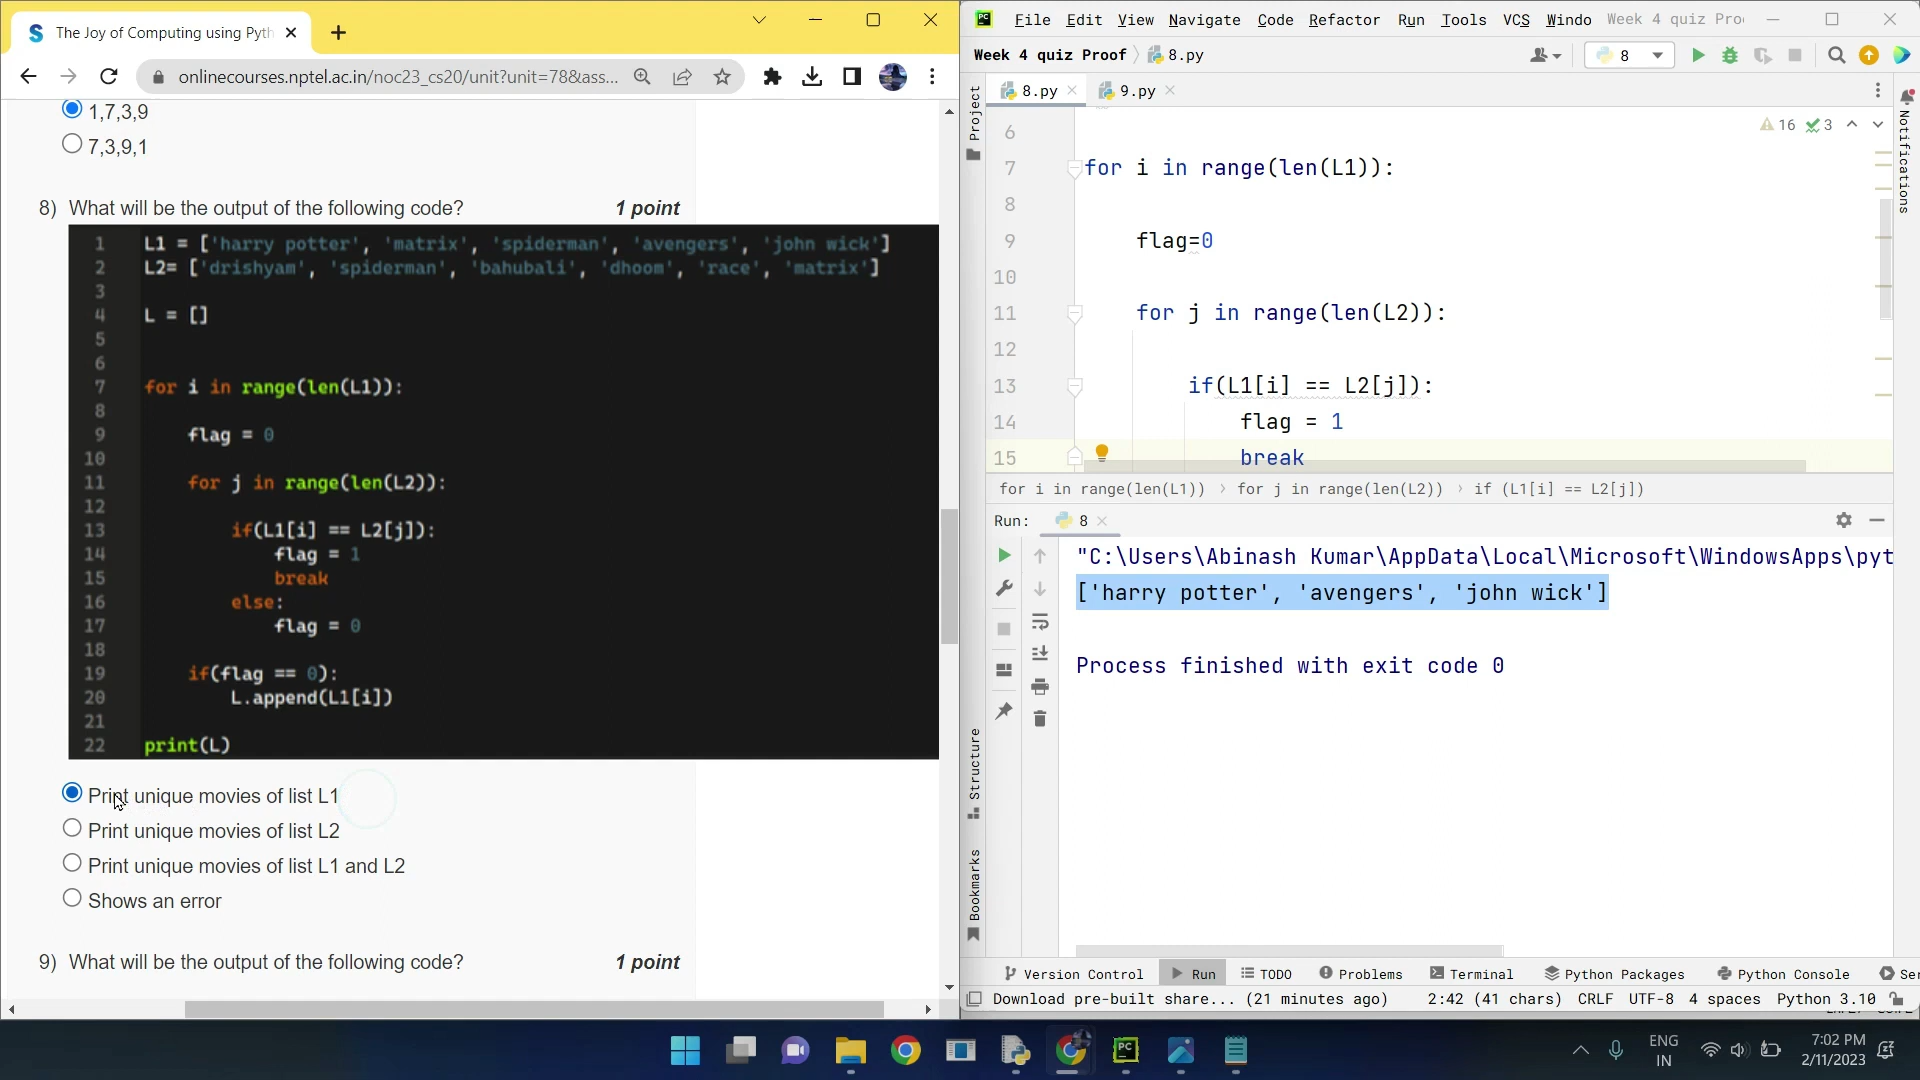 The Joy of Computing using Pyth
onlinecourses.nptel.ac.in/noc23_cs20/unit?unit=78&ass...
1,7,3,9
7,3,9,1
8) What will be the output of the following code? 1 point
1 L1 = ['harry potter', 'matrix', 'spiderman', 'avengers', 'john wick']
2 L2= ['drishyam', 'spiderman', 'bahubali', 'dhoom', 'race', 'matrix']
3
4 L = []
5
6
7 for i in range(len(L1)):
8
9 flag = 0
10
11 for j in range(len(L2)):
12
13 if(L1[i] == L2[j]):
14 flag = 1
15 break
16 else:
17 flag = 0
18
19 if(flag == 0):
20 L.append(L1[i])
21
22 print(L)
Print unique movies of list L1
Print unique movies of list L2
Print unique movies of list L1 and L2
Shows an error
9) What will be the output of the following code? 1 point
PC File Edit View Navigate Code Refactor Run Tools VCS Windo Week 4 quiz Pro
Week 4 quiz Proof 8.py 8
8.py 9.py
Project
Notifications
16 3
6
7 for i in range(len(L1)):
8
9 flag=0
10
11 for j in range(len(L2)):
12
13 if(L1[i] == L2[j]):
14 flag = 1
15 break
for i in range(len(L1)) › for j in range(len(L2)) › if (L1[i] == L2[j])
Run: 8
"C:\Users\Abinash Kumar\AppData\Local\Microsoft\WindowsApps\pyt
['harry potter', 'avengers', 'john wick']
Process finished with exit code 0
Structure
Bookmarks
Version Control Run TODO Problems Terminal Python Packages Python Console Ser
Download pre-built share... (21 minutes ago) 2:42 (41 chars) CRLF UTF-8 4 spaces Python 3.10
PC
ENG
IN
7:02 PM
2/11/2023